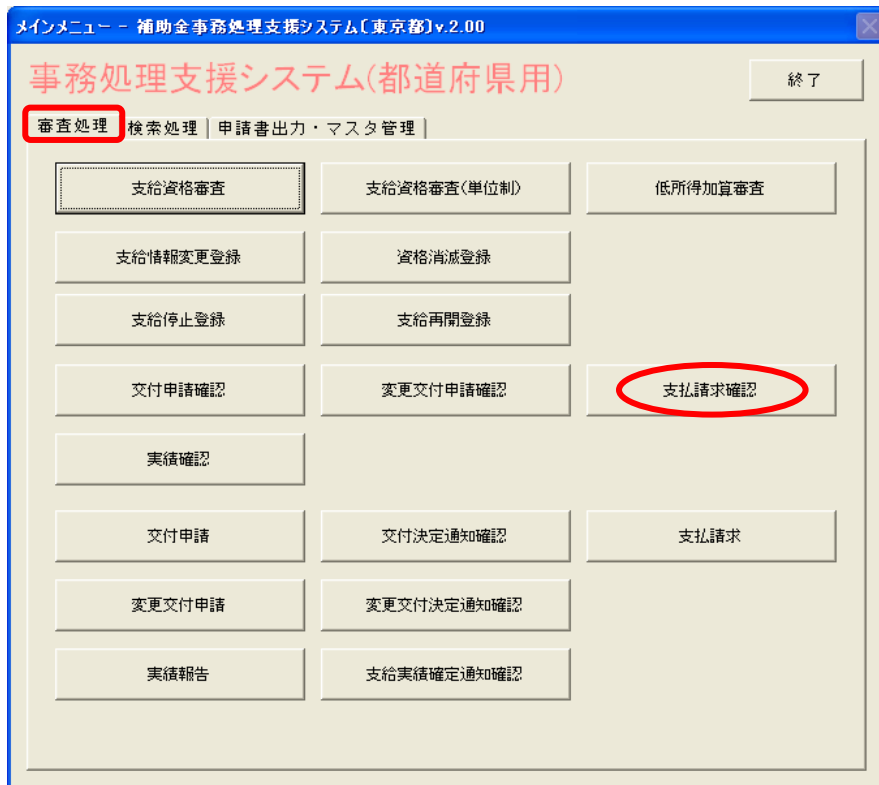 メインメニュー - 補助金事務処理支援システム〔東京都〕v.2.00
事務処理支援システム(都道府県用)
終了
審査処理 検索処理 申請書出力・マスタ管理
支給資格審査 支給資格審査(単位制) 低所得加算審査
支給情報変更登録 資格消滅登録
支給停止登録 支給再開登録
交付申請確認 変更交付申請確認 支払請求確認
実績確認
交付申請 交付決定通知確認 支払請求
変更交付申請 変更交付決定通知確認
実績報告 支給実績確定通知確認